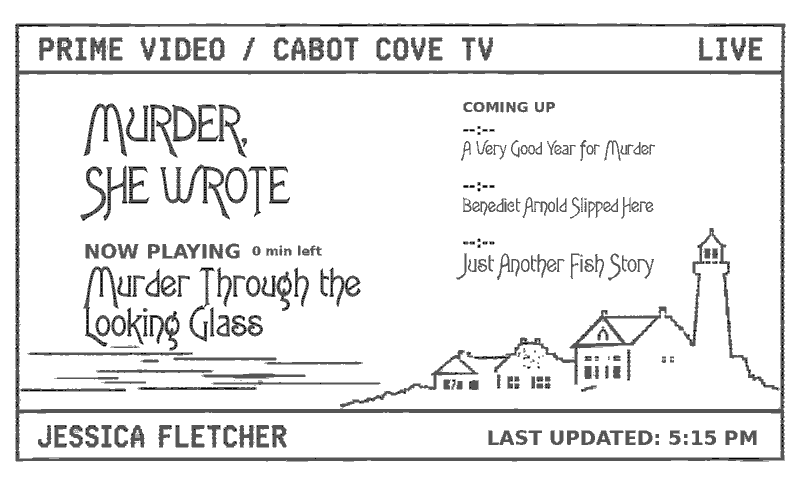 PRIME VIDEO / CABOT COVE TV
LIVE
MURDER,
SHE WROTE
NOW PLAYING 0 min left
Murder Through the
Looking Glass
COMING UP
--:--
A Very Good Year for Murder
--:--
Benedict Arnold Slipped Here
--:--
Just Another Fish Story
JESSICA FLETCHER
LAST UPDATED: 5:15 PM